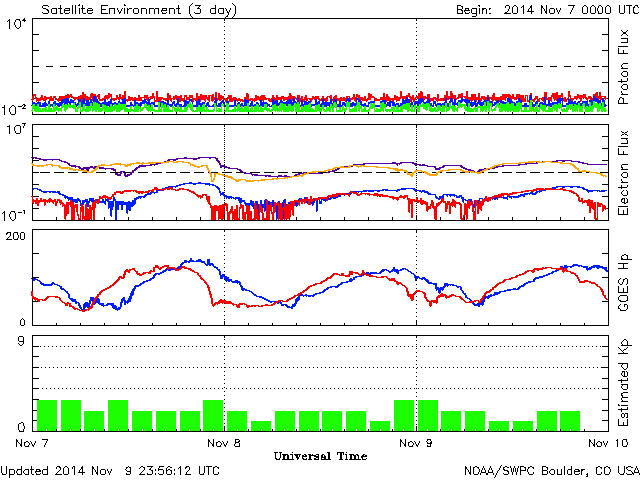 Satellite Environment (3 day) Begin: 2014 Nov 7 0000 UTC
10^4
10^-2
Proton Flux
10^7
10^-1
Electron Flux
200
0
GOES Hp
9
0
Estimated Kp
Nov 7 Nov 8 Nov 9 Nov 10
Universal Time
Updated 2014 Nov 9 23:56:12 UTC NOAA/SWPC Boulder, CO USA